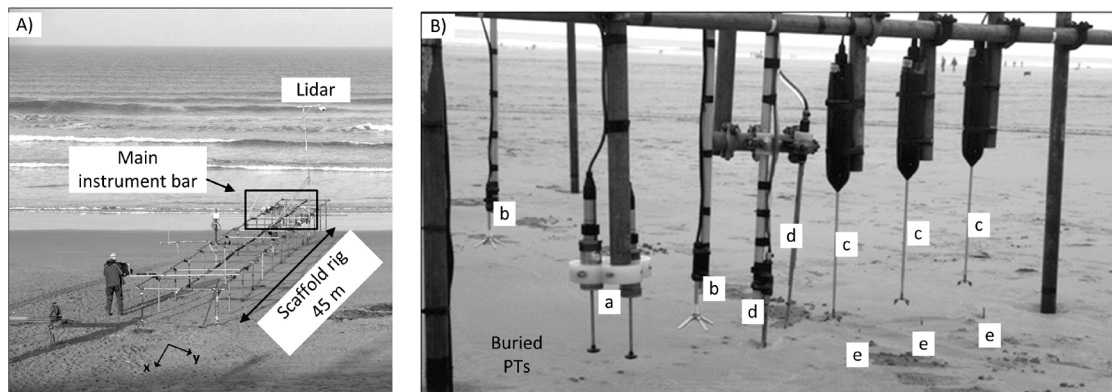 A)
Lidar
Main
instrument bar
Scaffold rig
45 m
x
y
B)
b
a
b
d
d
c
c
c
e
e
e
Buried
PTs